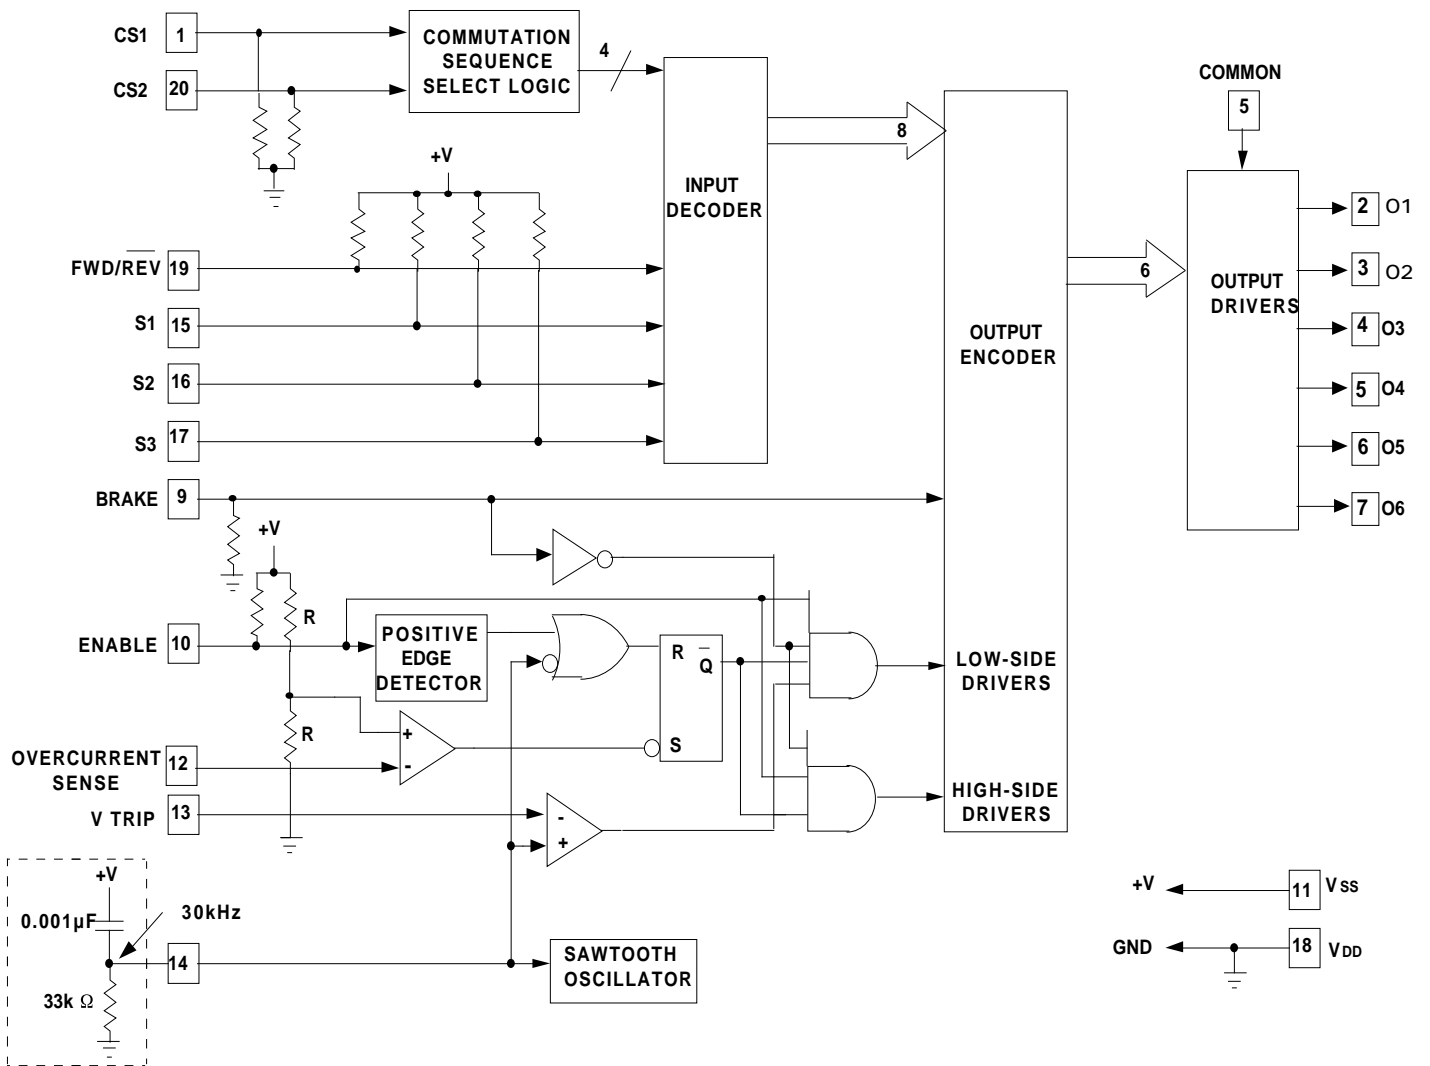 CS1 1
CS2 20
COMMUTATION
SEQUENCE
SELECT LOGIC
4
+V
FWD/REV 19
S1 15
S2 16
S3 17
INPUT
DECODER
8
BRAKE 9
+V
R
ENABLE 10
POSITIVE
EDGE
DETECTOR
R Q
S
R
+
-
OVERCURRENT
SENSE
12
V TRIP 13
-
+
OUTPUT
ENCODER
LOW-SIDE
DRIVERS
HIGH-SIDE
DRIVERS
6
COMMON
5
OUTPUT
DRIVERS
2 O1
3 O2
4 O3
5 O4
6 O5
7 O6
+V
0.001µF
30kHz
14
33k Ω
SAWTOOTH
OSCILLATOR
+V 11 VSS
GND 18 VDD